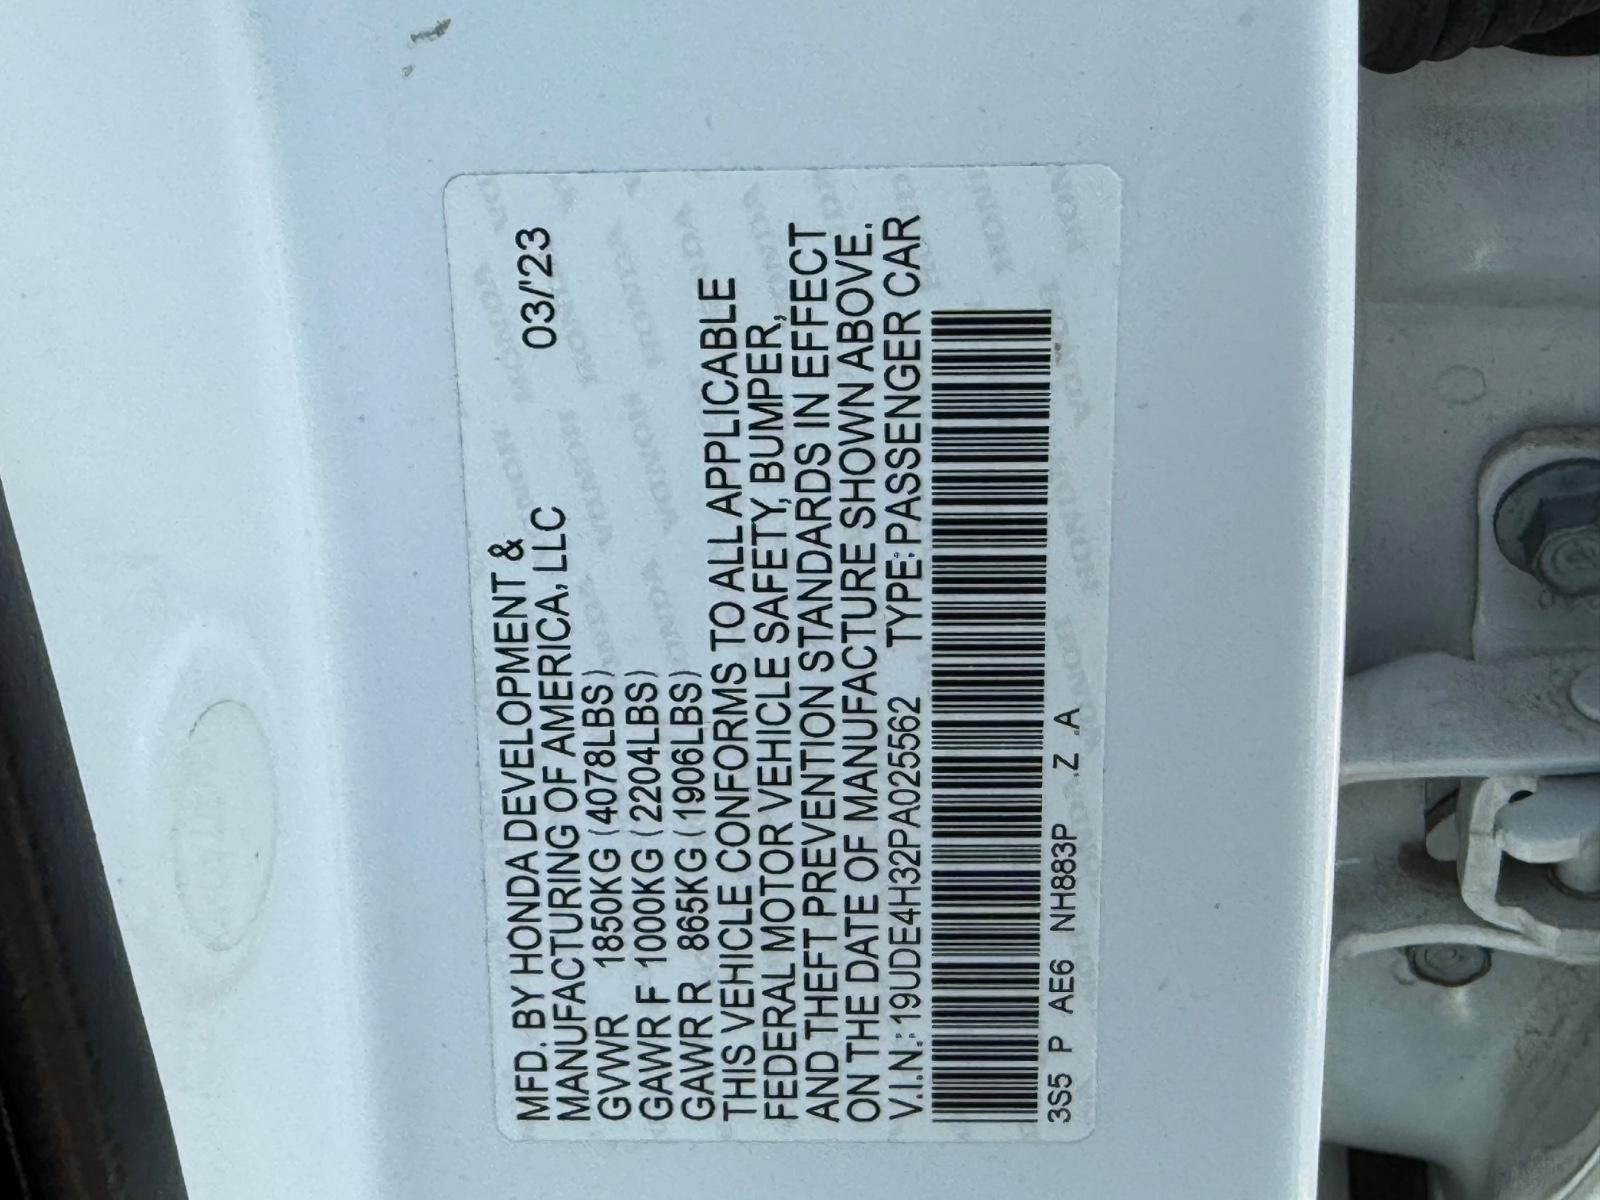 MFD. BY HONDA DEVELOPMENT & 03/'23
MANUFACTURING OF AMERICA, LLC
GVWR 1850KG (4078LBS)
GAWR F 1000KG (2204LBS)
GAWR R 865KG (1906LBS)
THIS VEHICLE CONFORMS TO ALL APPLICABLE
FEDERAL MOTOR VEHICLE SAFETY, BUMPER,
AND THEFT PREVENTION STANDARDS IN EFFECT
ON THE DATE OF MANUFACTURE SHOWN ABOVE.
V.I.N.: 19UDE4H32PA025562 TYPE: PASSENGER CAR
3S5 P AE6 NH883P Z A